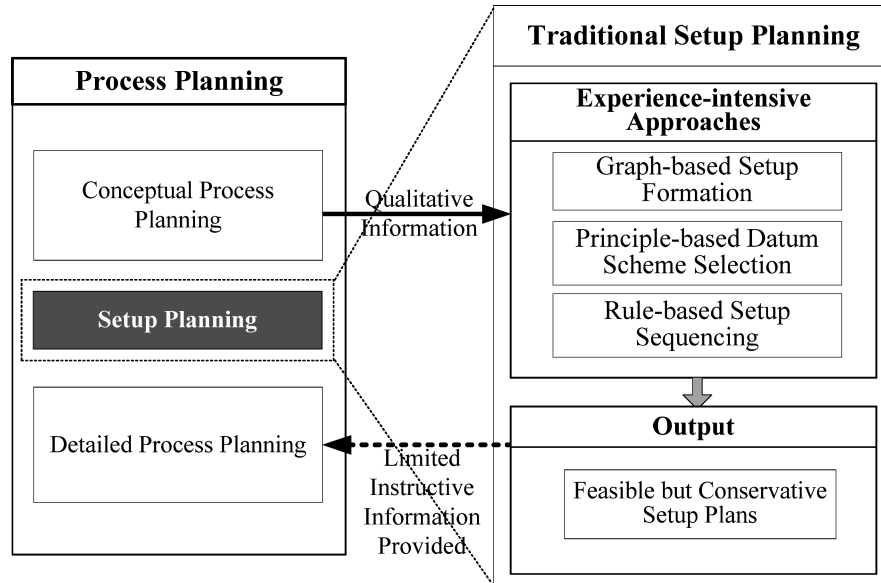 Process Planning
Conceptual Process
Planning
Setup Planning
Detailed Process Planning
Qualitative
Information
Limited
Instructive
Information
Provided
Traditional Setup Planning
Experience-intensive
Approaches
Graph-based Setup
Formation
Principle-based Datum
Scheme Selection
Rule-based Setup
Sequencing
Output
Feasible but Conservative
Setup Plans